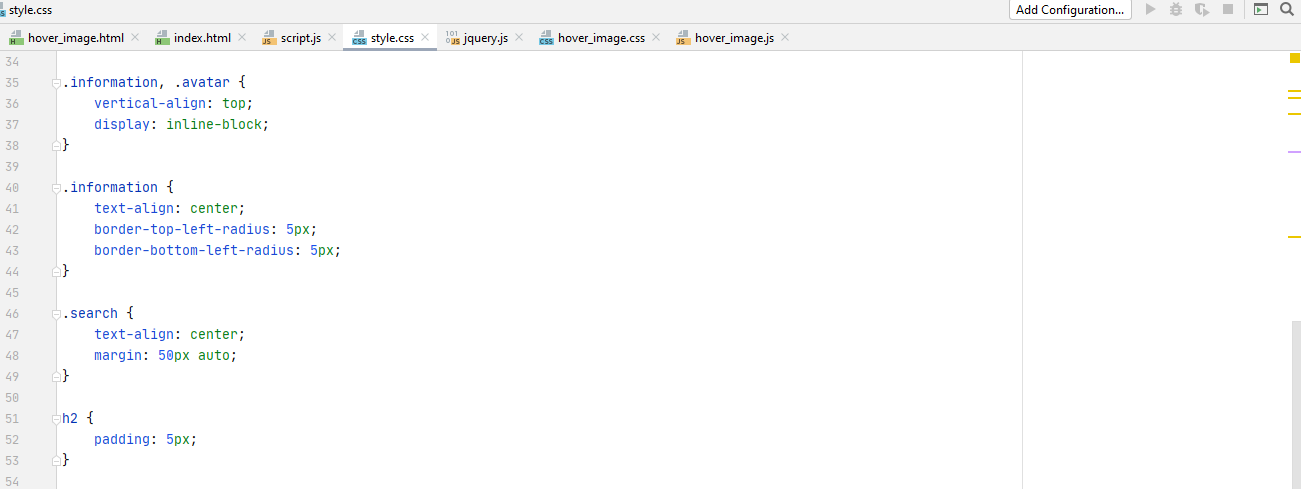 style.css
Add Configuration...
hover_image.html
index.html
script.js
style.css
jquery.js
hover_image.css
hover_image.js
34
35 .information, .avatar {
36     vertical-align: top;
37     display: inline-block;
38 }
39
40 .information {
41     text-align: center;
42     border-top-left-radius: 5px;
43     border-bottom-left-radius: 5px;
44 }
45
46 .search {
47     text-align: center;
48     margin: 50px auto;
49 }
50
51 h2 {
52     padding: 5px;
53 }
54